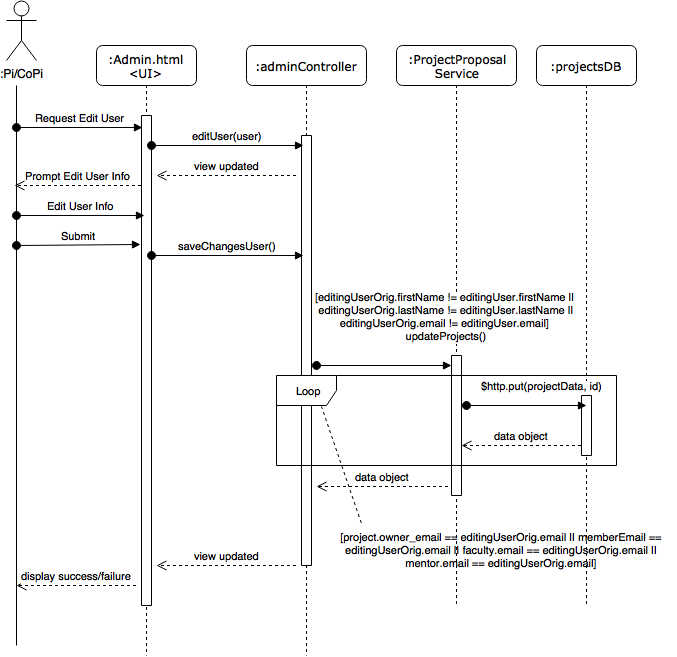 :Pi/CoPi
:Admin.html
<UI>
:adminController
:ProjectProposal
Service
:projectsDB
Request Edit User
editUser(user)
view updated
Prompt Edit User Info
Edit User Info
Submit
saveChangesUser()
[editingUserOrig.firstName != editingUser.firstName ||
editingUserOrig.lastName != editingUser.lastName ||
editingUserOrig.email != editingUser.email]
updateProjects()
Loop
$http.put(projectData, id)
data object
data object
[project.owner_email == editingUserOrig.email || memberEmail ==
editingUserOrig.email || faculty.email == editingUserOrig.email ||
mentor.email == editingUserOrig.email]
view updated
display success/failure